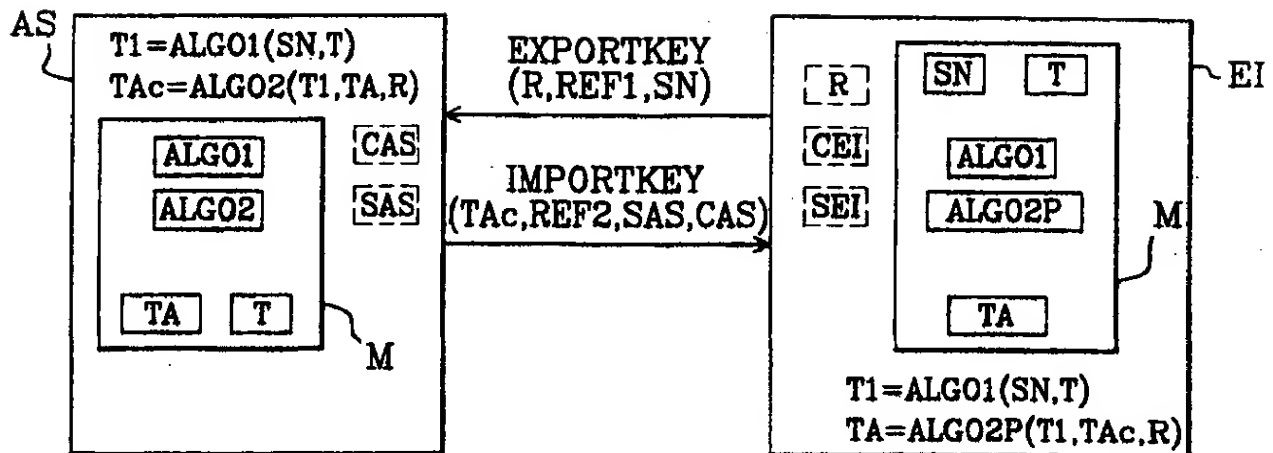 AS
T1=ALGO1(SN,T)
TAc=ALGO2(T1,TA,R)
ALGO1
ALGO2
CAS
SAS
TA
T
M
EXPORTKEY
(R,REF1,SN)
IMPORTKEY
(TAc,REF2,SAS,CAS)
R
CEI
SEI
SN
T
ALGO1
ALGO2P
TA
EI
M
T1=ALGO1(SN,T)
TA=ALGO2P(T1,TAc,R)